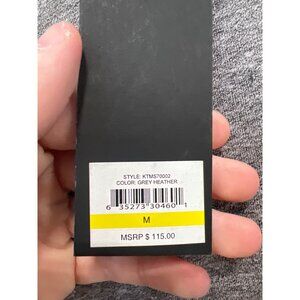 STYLE: KTMS70002
COLOR: GREY HEATHER
6 35273 30460 1
M
MSRP $ 115.00